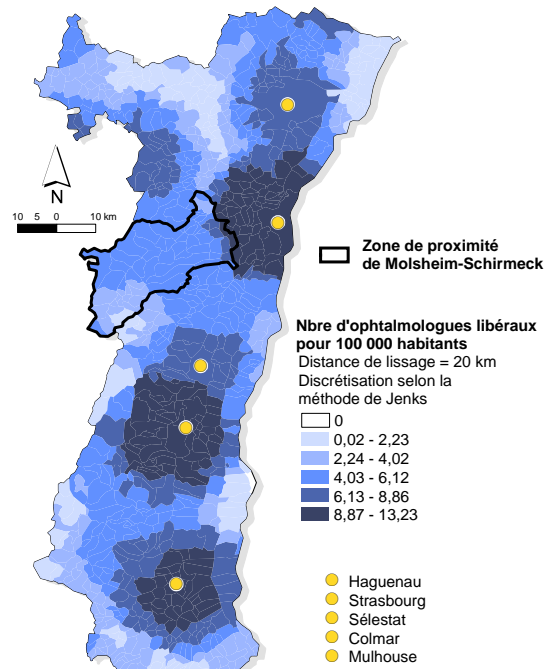 N
10 5 0 10 km
Zone de proximité
de Molsheim-Schirmeck
Nbre d'ophtalmologues libéraux
pour 100 000 habitants
Distance de lissage = 20 km
Discrétisation selon la
méthode de Jenks
0
0,02 - 2,23
2,24 - 4,02
4,03 - 6,12
6,13 - 8,86
8,87 - 13,23
Haguenau
Strasbourg
Sélestat
Colmar
Mulhouse